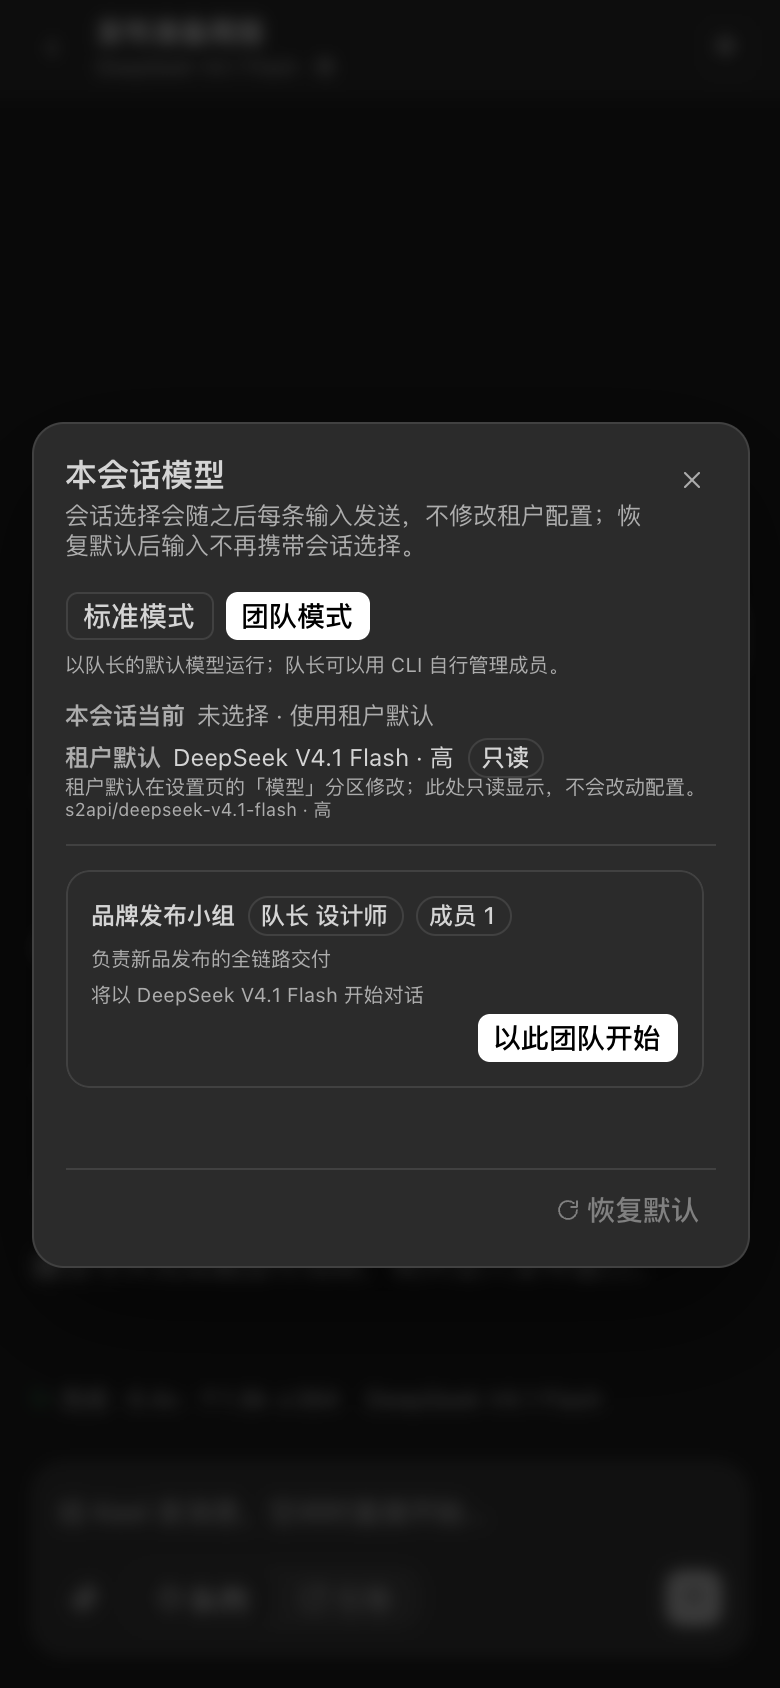 本会话模型
会话选择会随之后每条输入发送，不修改租户配置；恢
复默认后输入不再携带会话选择。
标准模式 团队模式
以队长的默认模型运行；队长可以用 CLI 自行管理成员。
本会话当前 未选择 · 使用租户默认
租户默认 DeepSeek V4.1 Flash · 高 只读
租户默认在设置页的「模型」分区修改；此处只读显示，不会改动配置。
s2api/deepseek-v4.1-flash · 高
品牌发布小组 队长 设计师 成员 1
负责新品发布的全链路交付
将以 DeepSeek V4.1 Flash 开始对话
以此团队开始
恢复默认